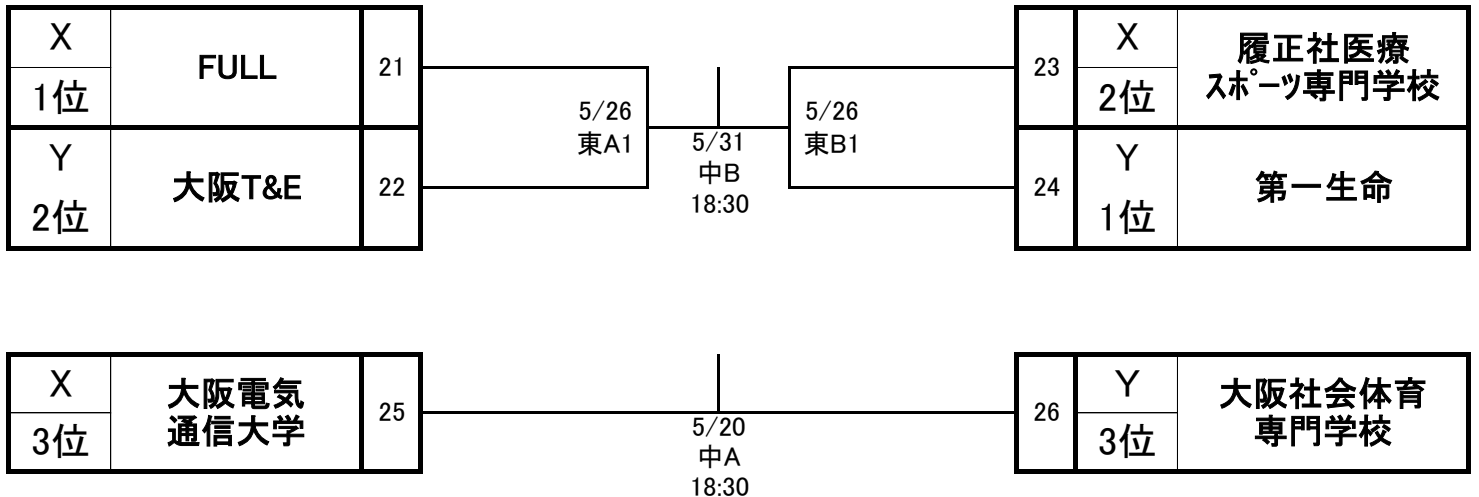 X
1位
FULL
21
Y
2位
大阪T&E
22
5/26
東A1
5/31
中B
18:30
5/26
東B1
23
X
2位
履正社医療
スポーツ専門学校
24
Y
1位
第一生命
X
3位
大阪電気
通信大学
25
5/20
中A
18:30
26
Y
3位
大阪社会体育
専門学校